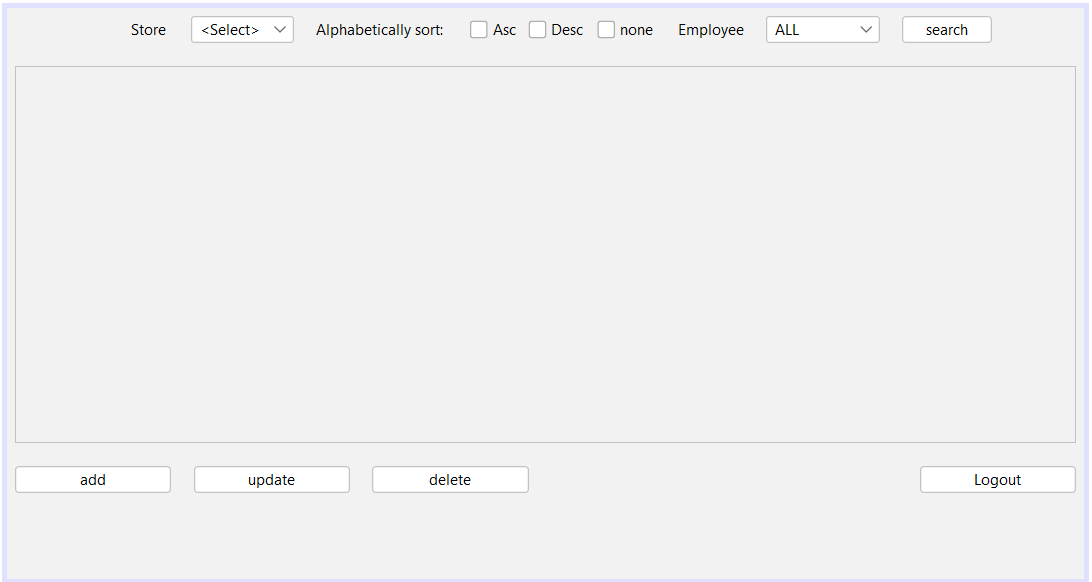 Store <Select> Alphabetically sort: Asc Desc none Employee ALL search
add update delete Logout